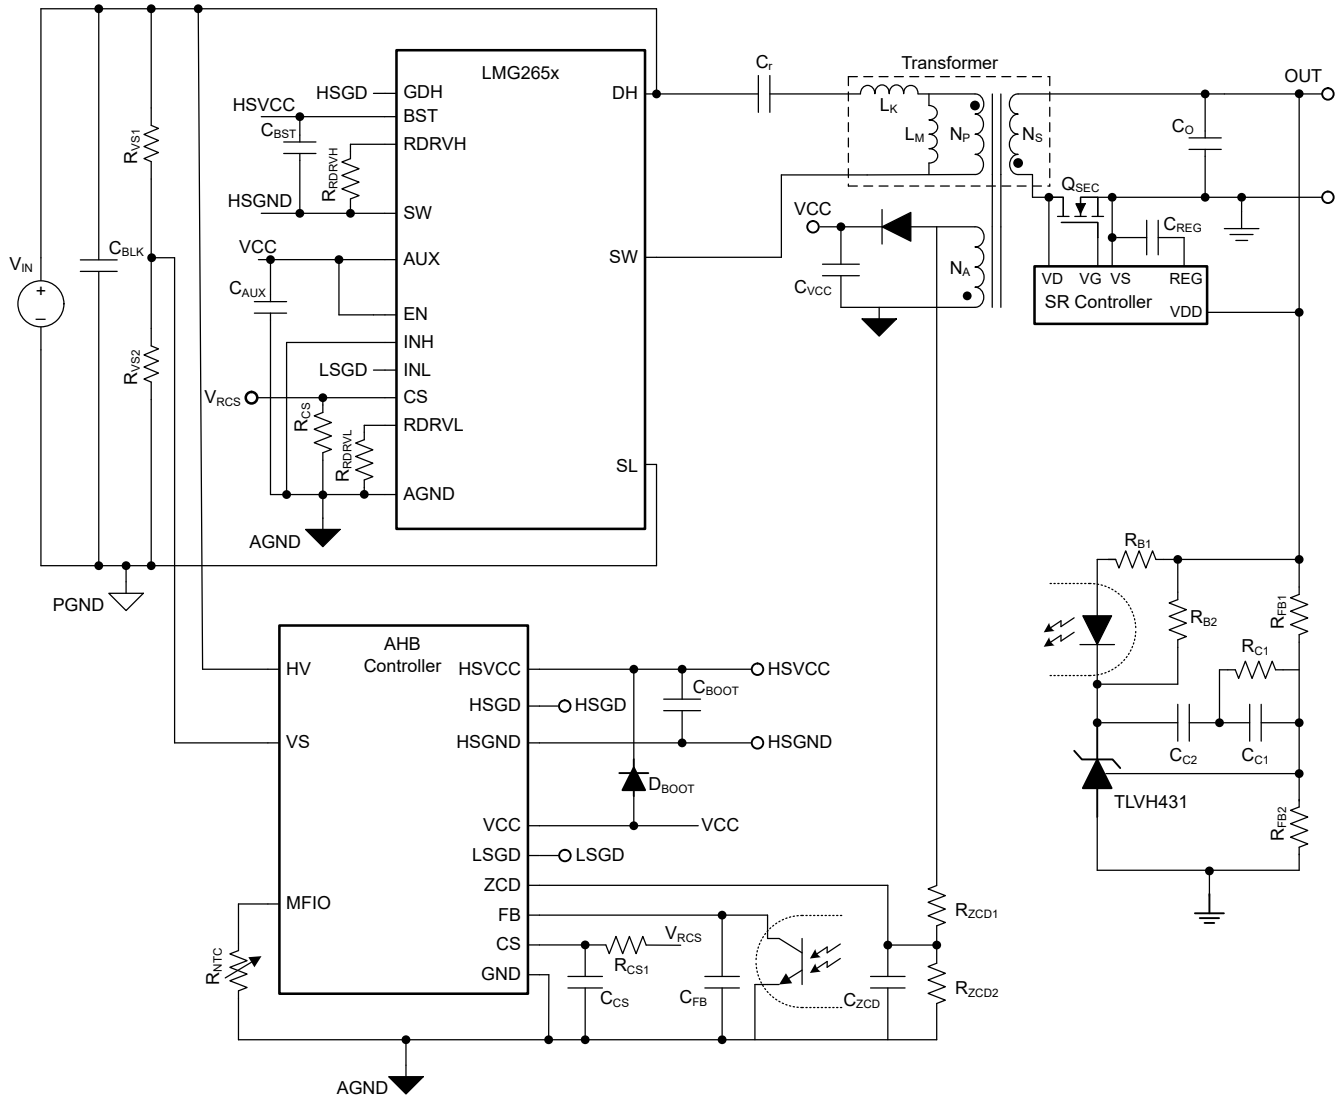 LMG265x
HSGD
GDH
HSVCC
BST
CBST
RDRVH
RRDRVH
HSGND
SW
VCC
AUX
CAUX
EN
INH
LSGD
INL
VRCS
CS
RCS
RDRVL
RRDRVL
AGND
AGND
DH
SW
SL
VIN
+
–
CBLK
RVS1
RVS2
PGND
Cr
Transformer
LK
LM
NP
NS
VCC
CVCC
NA
OUT
CO
QSEC
CREG
VD
VG
VS
REG
SR Controller
VDD
AHB
Controller
HV
VS
MFIO
RNTC
HSVCC
HSVCC
HSGD
HSGD
CBOOT
HSGND
HSGND
DBOOT
VCC
VCC
LSGD
LSGD
ZCD
FB
CS
GND
VRCS
RCS1
CCS
CFB
CZCD
RZCD1
RZCD2
AGND
RB1
RB2
RFB1
RC1
CC2
CC1
TLVH431
RFB2